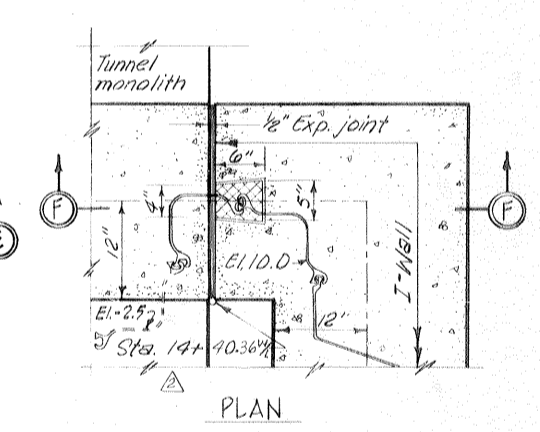 Tunnel
monolith
1/2" Exp. joint
6"
F
4"
5"
F
12"
El. 10.0
I-Wall
El.-2.5
12"
Sta. 14+40.36
2
PLAN